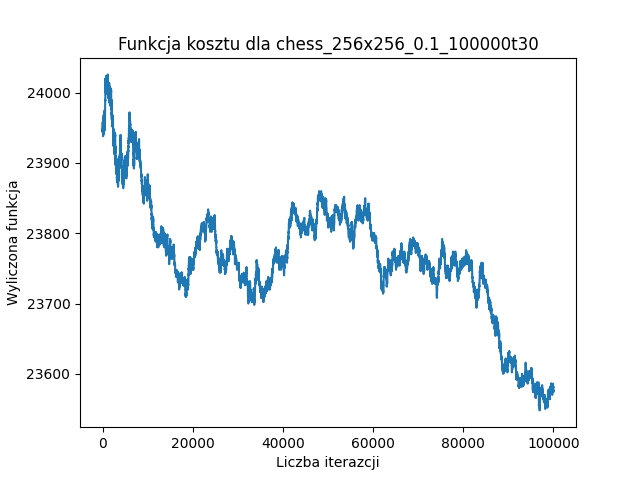 Funkcja kosztu dla chess_256x256_0.1_100000t30
24000
23900
23800
23700
23600
Wyliczona funkcja
0 20000 40000 60000 80000 100000
Liczba iterazcji